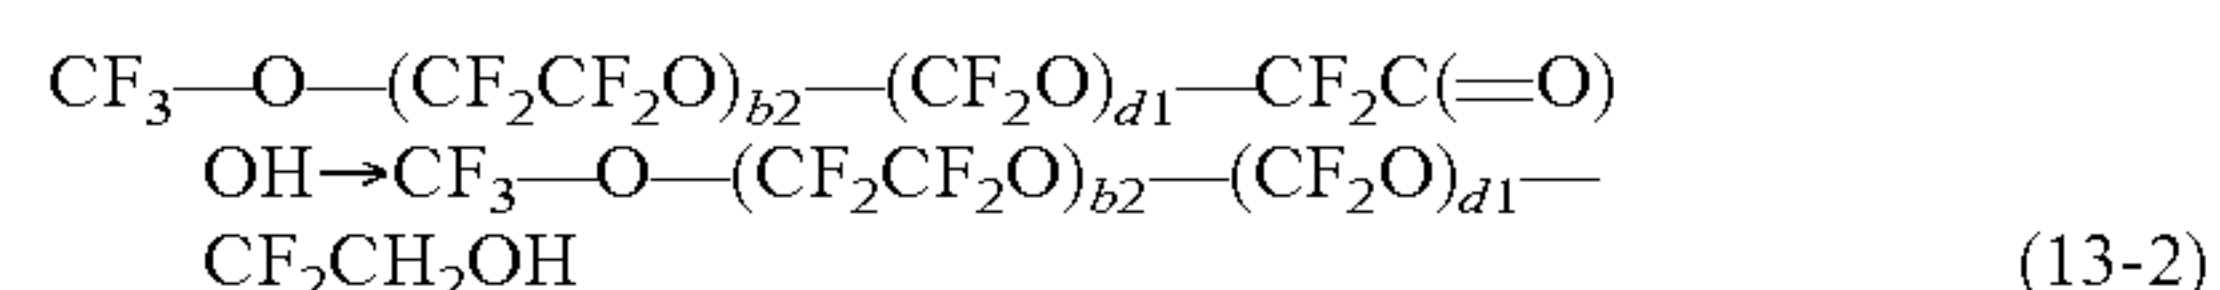 CF₃—O—(CF₂CF₂O)b2—(CF₂O)d1—CF₂C(=O)
OH→CF₃—O—(CF₂CF₂O)b2—(CF₂O)d1—
CF₂CH₂OH (13-2)